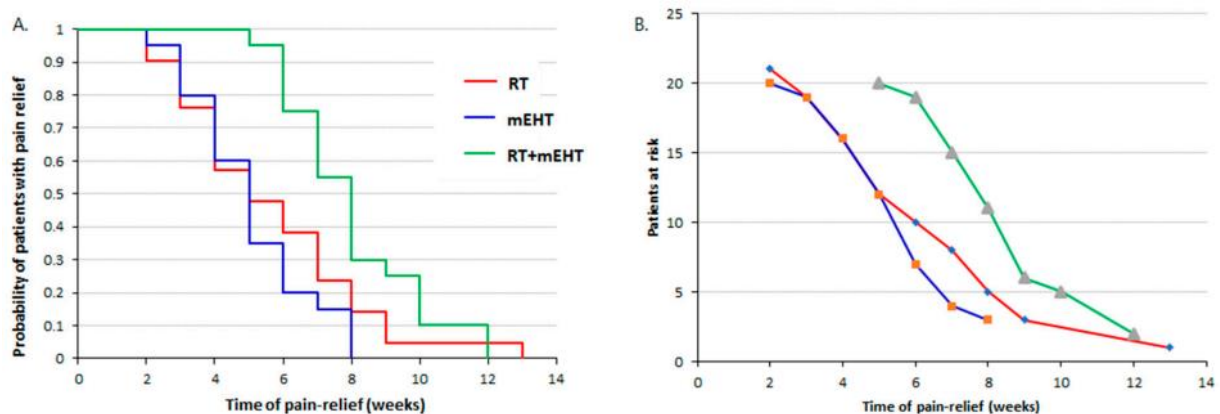 A.
Probability of patients with pain relief
1
0.9
0.8
0.7
0.6
0.5
0.4
0.3
0.2
0.1
0
0 2 4 6 8 10 12 14
Time of pain-relief (weeks)
RT
mEHT
RT+mEHT
B.
Patients at risk
25
20
15
10
5
0
0 2 4 6 8 10 12 14
Time of pain-relief (weeks)